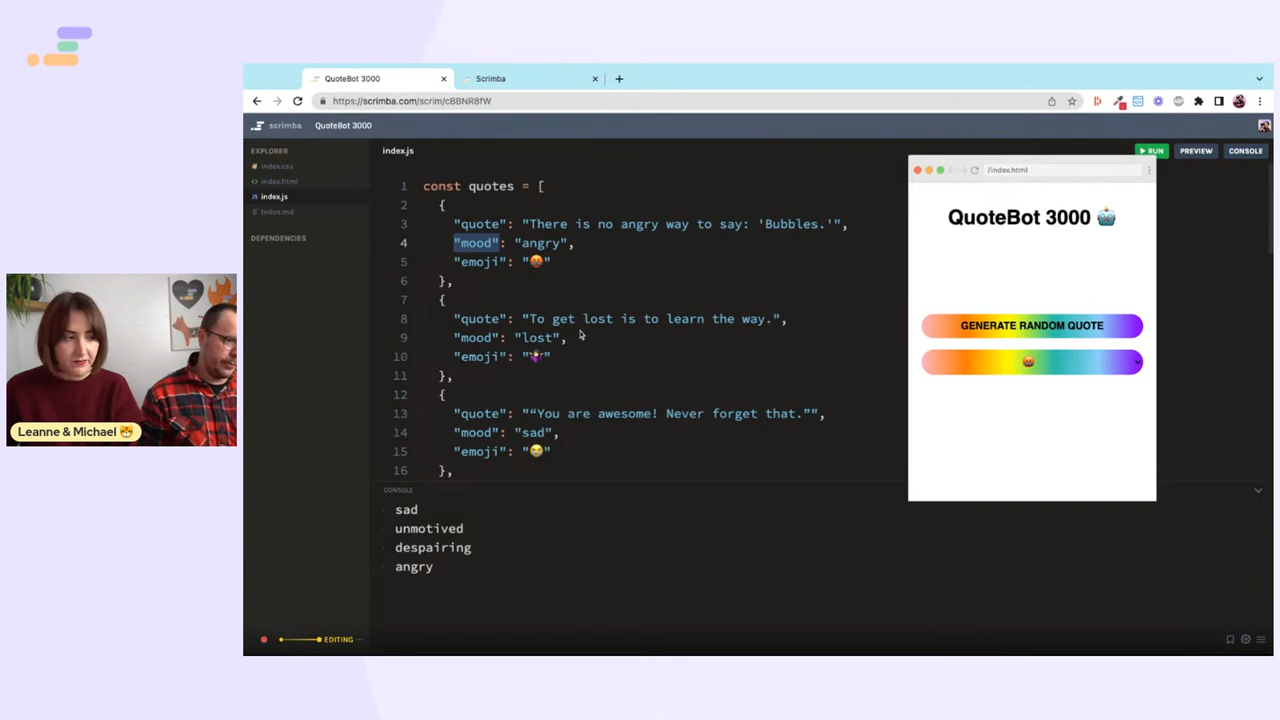 QuoteBot 3000
Scrimba
https://scrimba.com/scrim/cBBNR8fW
scrimba
QuoteBot 3000
EXPLORER
index.css
index.html
index.js
todos.md
DEPENDENCIES
index.js
RUN
PREVIEW
CONSOLE
1 const quotes = [
2 {
3 "quote": "There is no angry way to say: 'Bubbles.'",
4 "mood": "angry",
5 "emoji": "🤬"
6 },
7 {
8 "quote": "To get lost is to learn the way.",
9 "mood": "lost",
10 "emoji": "🤷🏻‍♀️"
11 },
12 {
13 "quote": "“You are awesome! Never forget that.”",
14 "mood": "sad",
15 "emoji": "😭"
16 },
/index.html
QuoteBot 3000 🤖
GENERATE RANDOM QUOTE
🤬
CONSOLE
sad
unmotived
despairing
angry
EDITING
Leanne & Michael 🐯